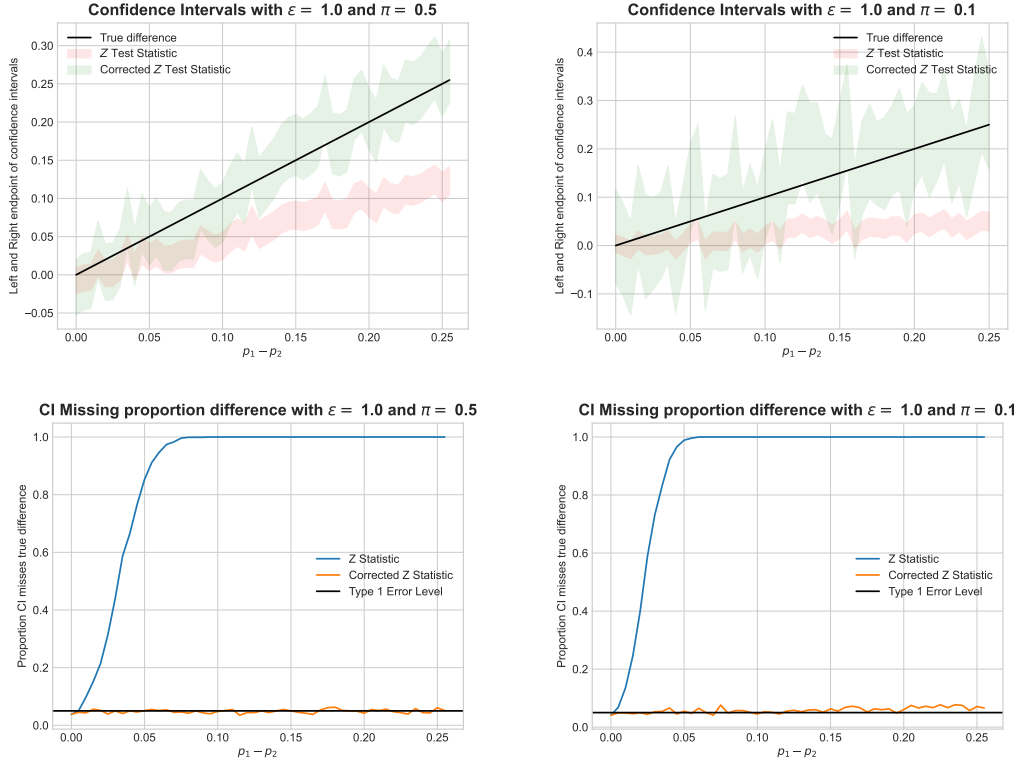 Confidence Intervals with ε = 1.0 and π = 0.5
True difference
Z Test Statistic
Corrected Z Test Statistic
0.30
0.25
0.20
0.15
0.10
0.05
0.00
−0.05
Left and Right endpoint of confidence intervals
0.00 0.05 0.10 0.15 0.20 0.25
p₁ − p₂
Confidence Intervals with ε = 1.0 and π = 0.1
True difference
Z Test Statistic
Corrected Z Test Statistic
0.4
0.3
0.2
0.1
0.0
−0.1
Left and Right endpoint of confidence intervals
0.00 0.05 0.10 0.15 0.20 0.25
p₁ − p₂
CI Missing proportion difference with ε = 1.0 and π = 0.5
1.0
0.8
0.6
0.4
0.2
0.0
Proportion CI misses true difference
Z Statistic
Corrected Z Statistic
Type 1 Error Level
0.00 0.05 0.10 0.15 0.20 0.25
p₁ − p₂
CI Missing proportion difference with ε = 1.0 and π = 0.1
1.0
0.8
0.6
0.4
0.2
0.0
Proportion CI misses true difference
Z Statistic
Corrected Z Statistic
Type 1 Error Level
0.00 0.05 0.10 0.15 0.20 0.25
p₁ − p₂